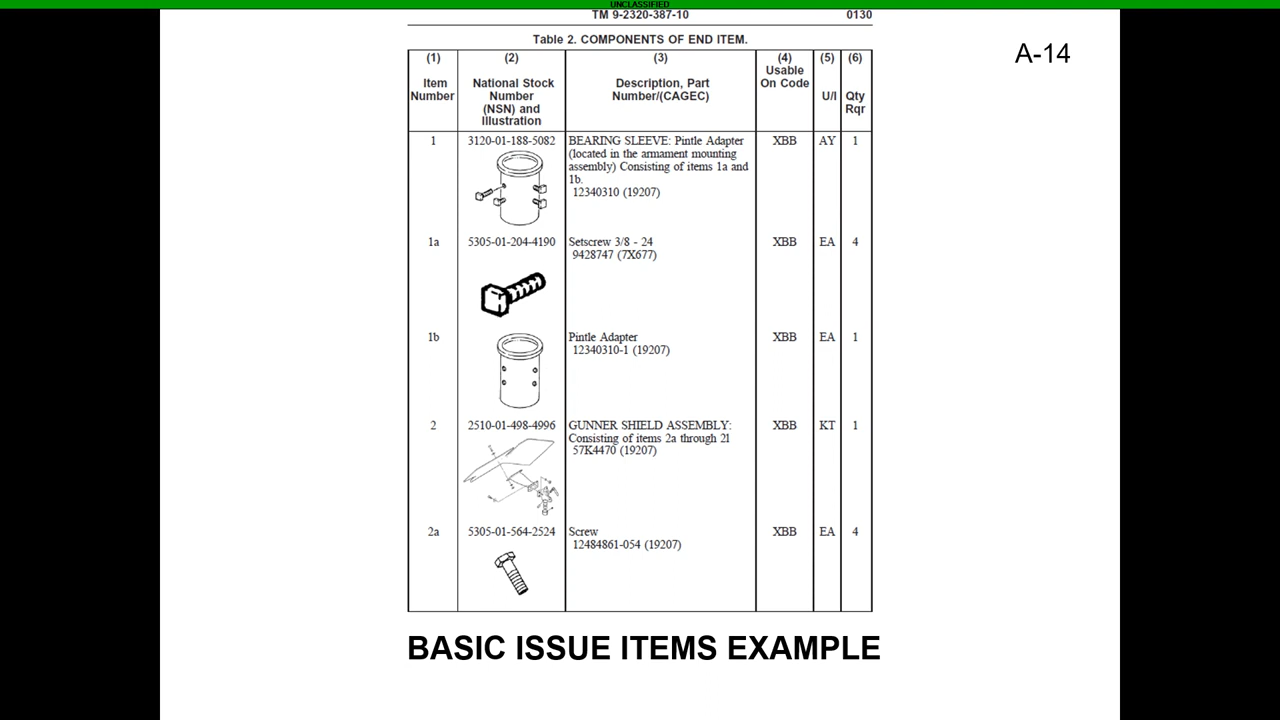 UNCLASSIFIED
TM 9-2320-387-10 0130
A-14
Table 2. COMPONENTS OF END ITEM.
(1) (2) (3) (4) (5) (6)
Item Number National Stock Number (NSN) and Illustration Description, Part Number/(CAGEC) Usable On Code U/I Qty Rqr
1 3120-01-188-5082 BEARING SLEEVE: Pintle Adapter XBB AY 1
(located in the armament mounting
assembly) Consisting of items 1a and
1b.
12340310 (19207)
1a 5305-01-204-4190 Setscrew 3/8 - 24 XBB EA 4
9428747 (7X677)
1b Pintle Adapter XBB EA 1
12340310-1 (19207)
2 2510-01-498-4996 GUNNER SHIELD ASSEMBLY: XBB KT 1
Consisting of items 2a through 2l
57K4470 (19207)
2a 5305-01-564-2524 Screw XBB EA 4
12484861-054 (19207)
BASIC ISSUE ITEMS EXAMPLE